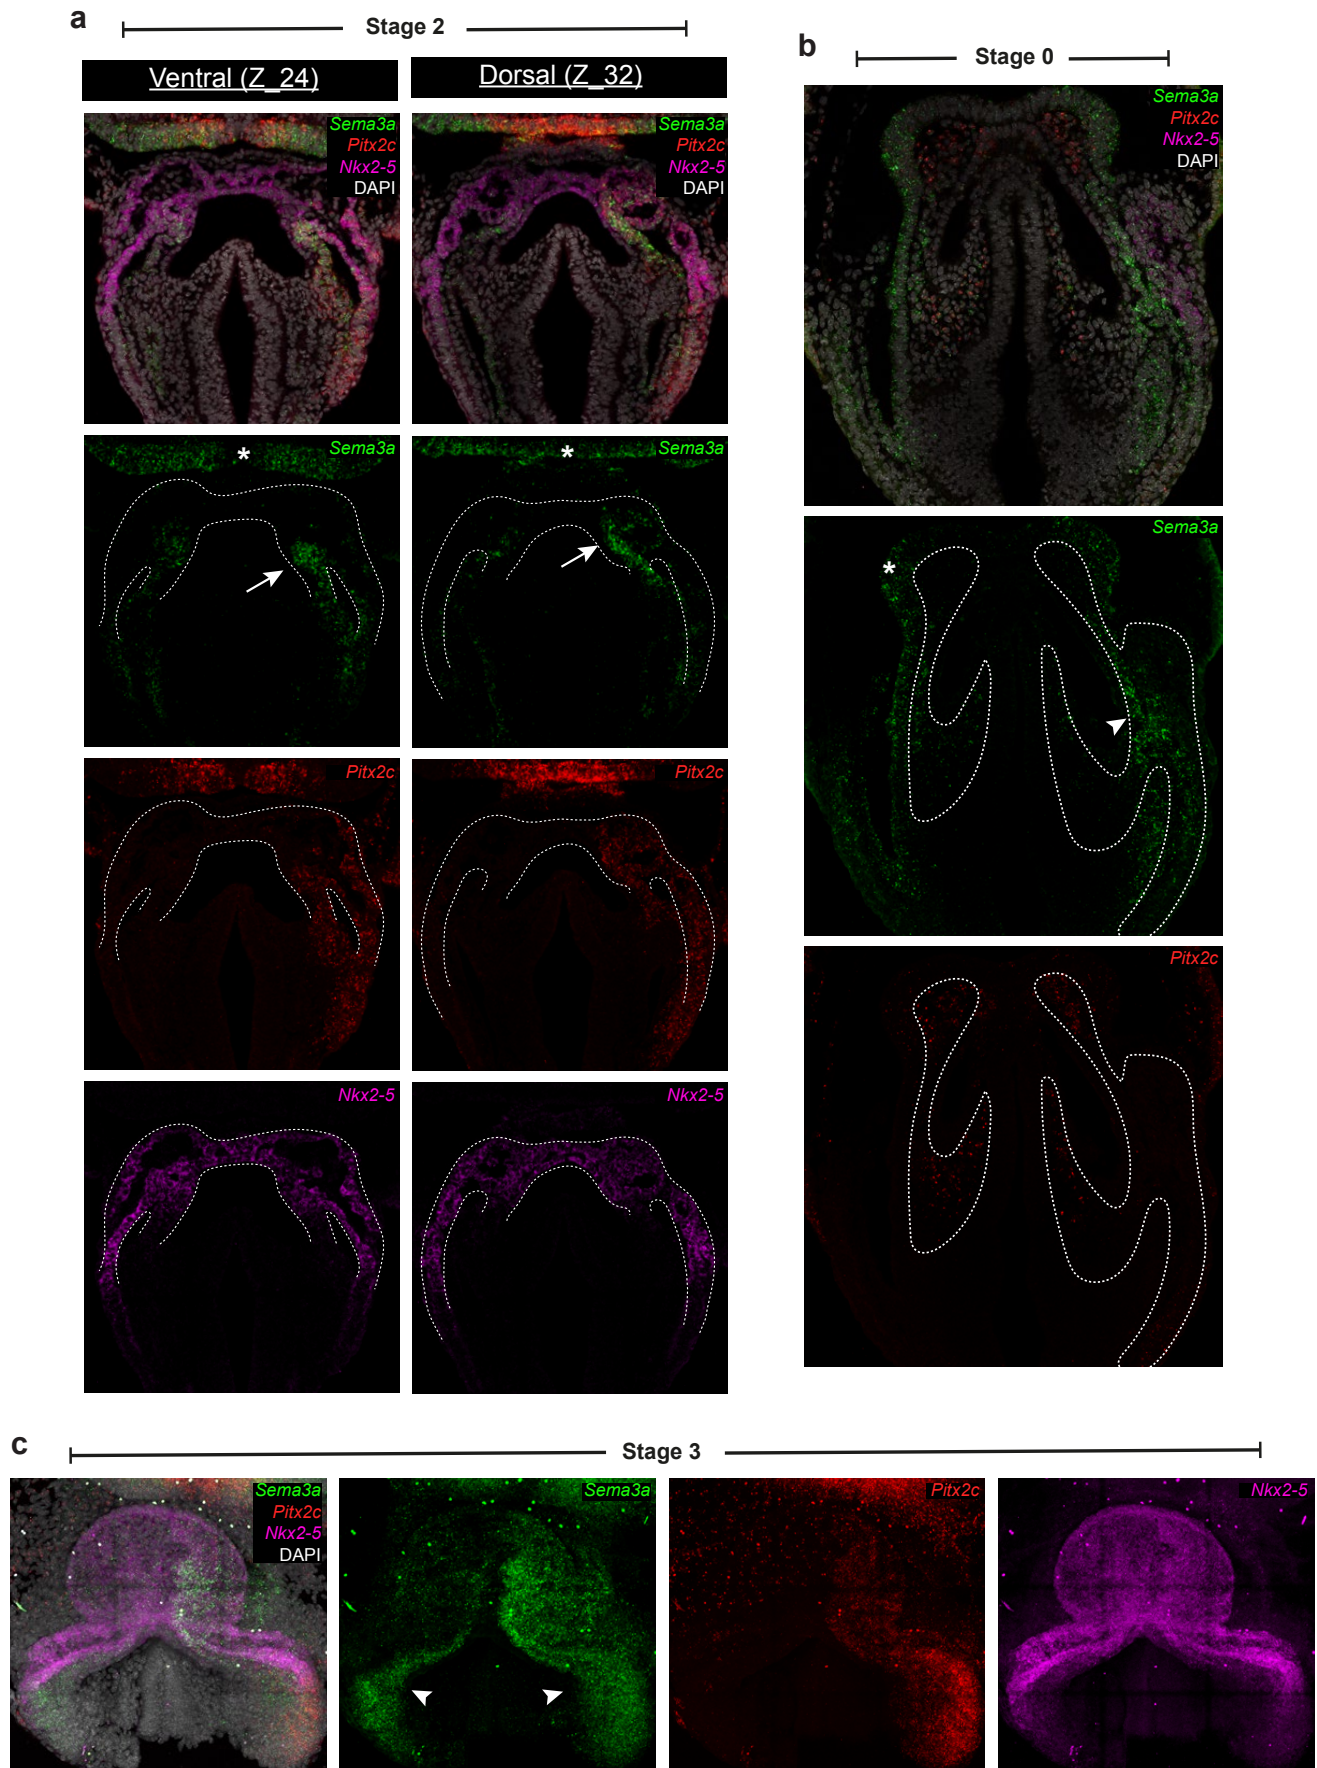 a
Stage 2
Ventral (Z_24)
Dorsal (Z_32)
Sema3a
Pitx2c
Nkx2-5
DAPI
Sema3a
Pitx2c
Nkx2-5
DAPI
*
Sema3a
*
Sema3a
Pitx2c
Pitx2c
Nkx2-5
Nkx2-5
b
Stage 0
Sema3a
Pitx2c
Nkx2-5
DAPI
Sema3a
*
Pitx2c
c
Stage 3
Sema3a
Pitx2c
Nkx2-5
DAPI
Sema3a
Pitx2c
Nkx2-5